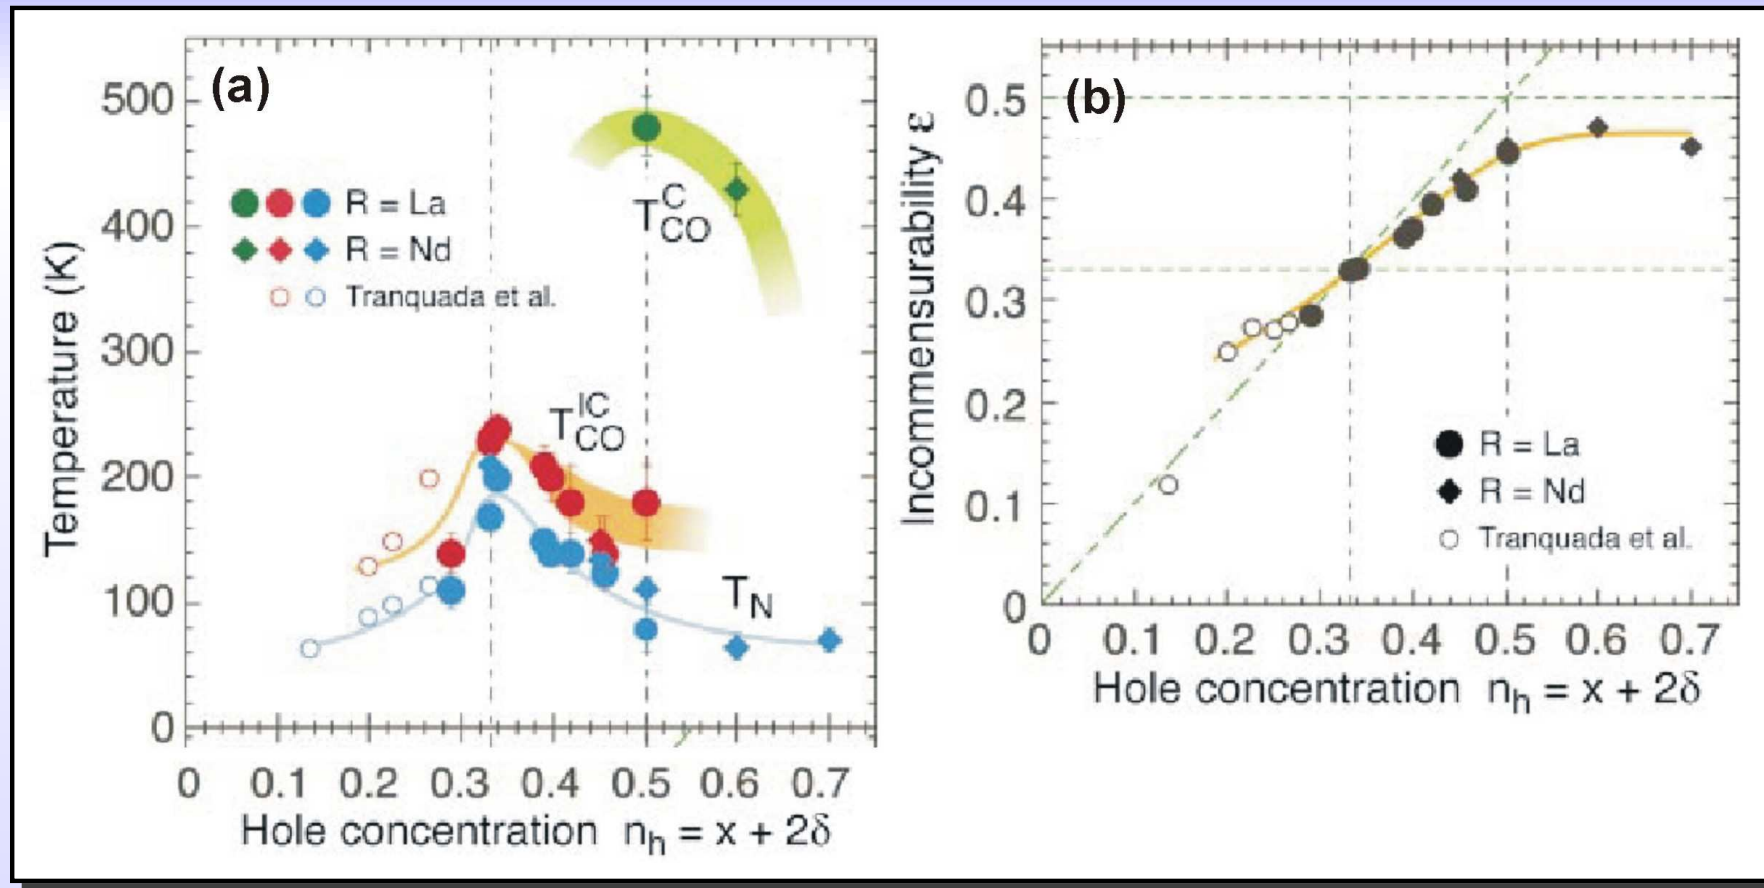 (a)
500
400
300
200
100
0
Temperature (K)
R = La
R = Nd
Tranquada et al.
T_CO^C
T_CO^IC
T_N
0 0.1 0.2 0.3 0.4 0.5 0.6 0.7
Hole concentration n_h = x + 2δ
(b)
0.5
0.4
0.3
0.2
0.1
0
Incommensurability ε
R = La
R = Nd
Tranquada et al.
0 0.1 0.2 0.3 0.4 0.5 0.6 0.7
Hole concentration n_h = x + 2δ